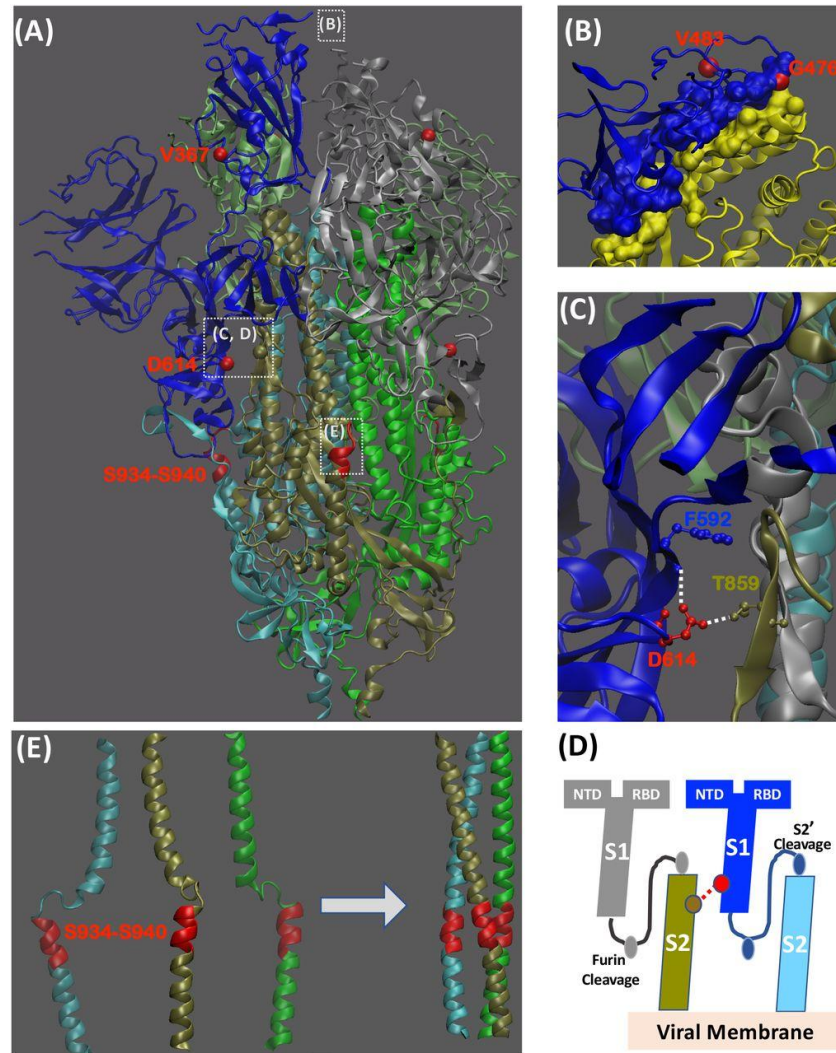 (A)
(B)
V367
(C, D)
D614
(E)
S934-S940
(B)
V483
G476
(C)
F592
T859
D614
(E)
S934-S940
(D)
NTD RBD NTD RBD
S1 S1 S2’
Cleavage
S2 S2
Furin
Cleavage
Viral Membrane